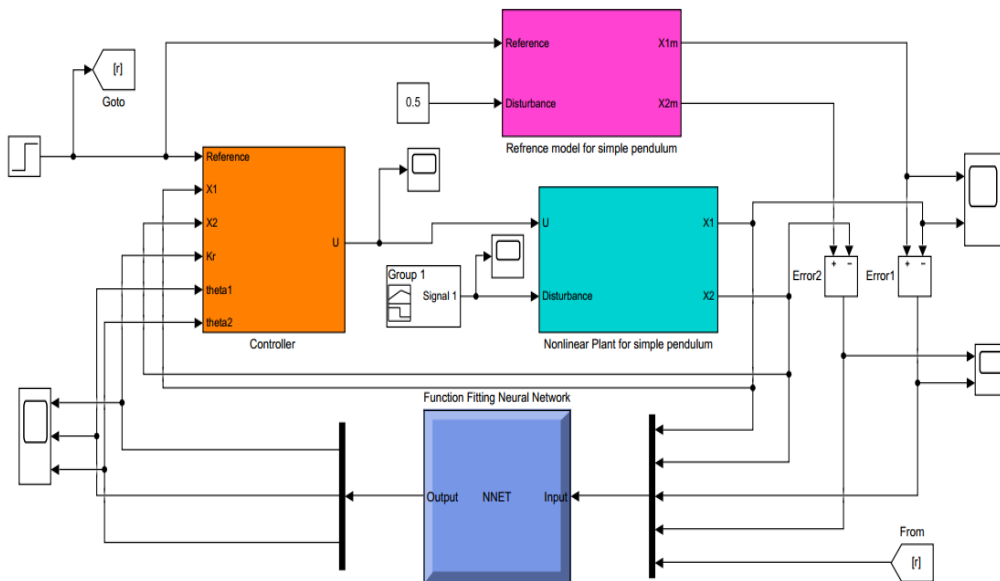 [r]
Goto
Reference
X1m
0.5
Disturbance
X2m
Refrence model for simple pendulum
Reference
X1
X2
Kr
theta1
theta2
U
Controller
Group 1
Signal 1
U
X1
Disturbance
X2
Nonlinear Plant for simple pendulum
+ −
Error2
+ −
Error1
Function Fitting Neural Network
Output
NNET
Input
From
[r]